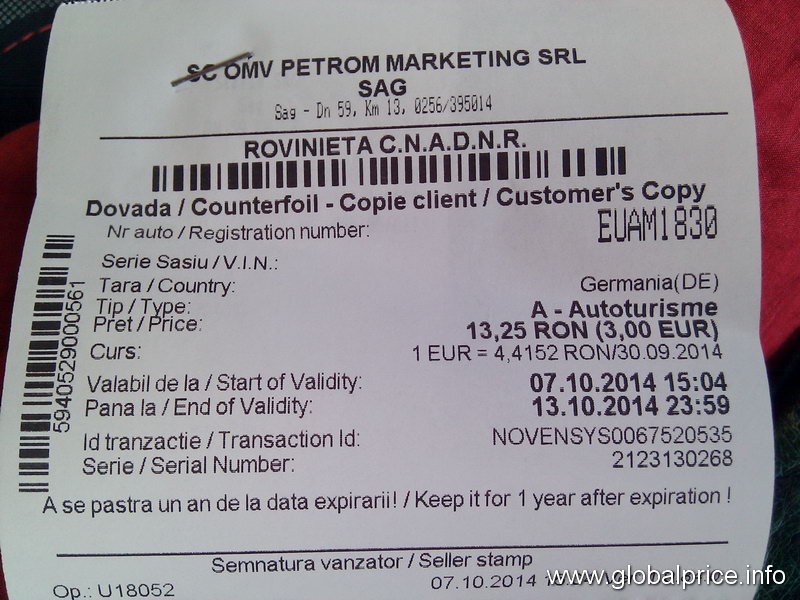 SC OMV PETROM MARKETING SRL
SAG
Sag - Dn 59, Km 13, 0256/395014
ROVINIETA C.N.A.D.N.R.
Dovada / Counterfoil - Copie client / Customer's Copy
Nr auto / Registration number: EUAM1830
Serie Sasiu / V.I.N.:
Tara / Country: Germania(DE)
Tip / Type: A - Autoturisme
Pret / Price: 13,25 RON (3,00 EUR)
Curs: 1 EUR = 4,4152 RON/30.09.2014
Valabil de la / Start of Validity: 07.10.2014 15:04
Pana la / End of Validity: 13.10.2014 23:59
Id tranzactie / Transaction Id: NOVENSYS0067520535
Serie / Serial Number: 2123130268
A se pastra un an de la data expirarii! / Keep it for 1 year after expiration !
Semnatura vanzator / Seller stamp
Op.: U18052 07.10.2014
5940529000561
www.globalprice.info